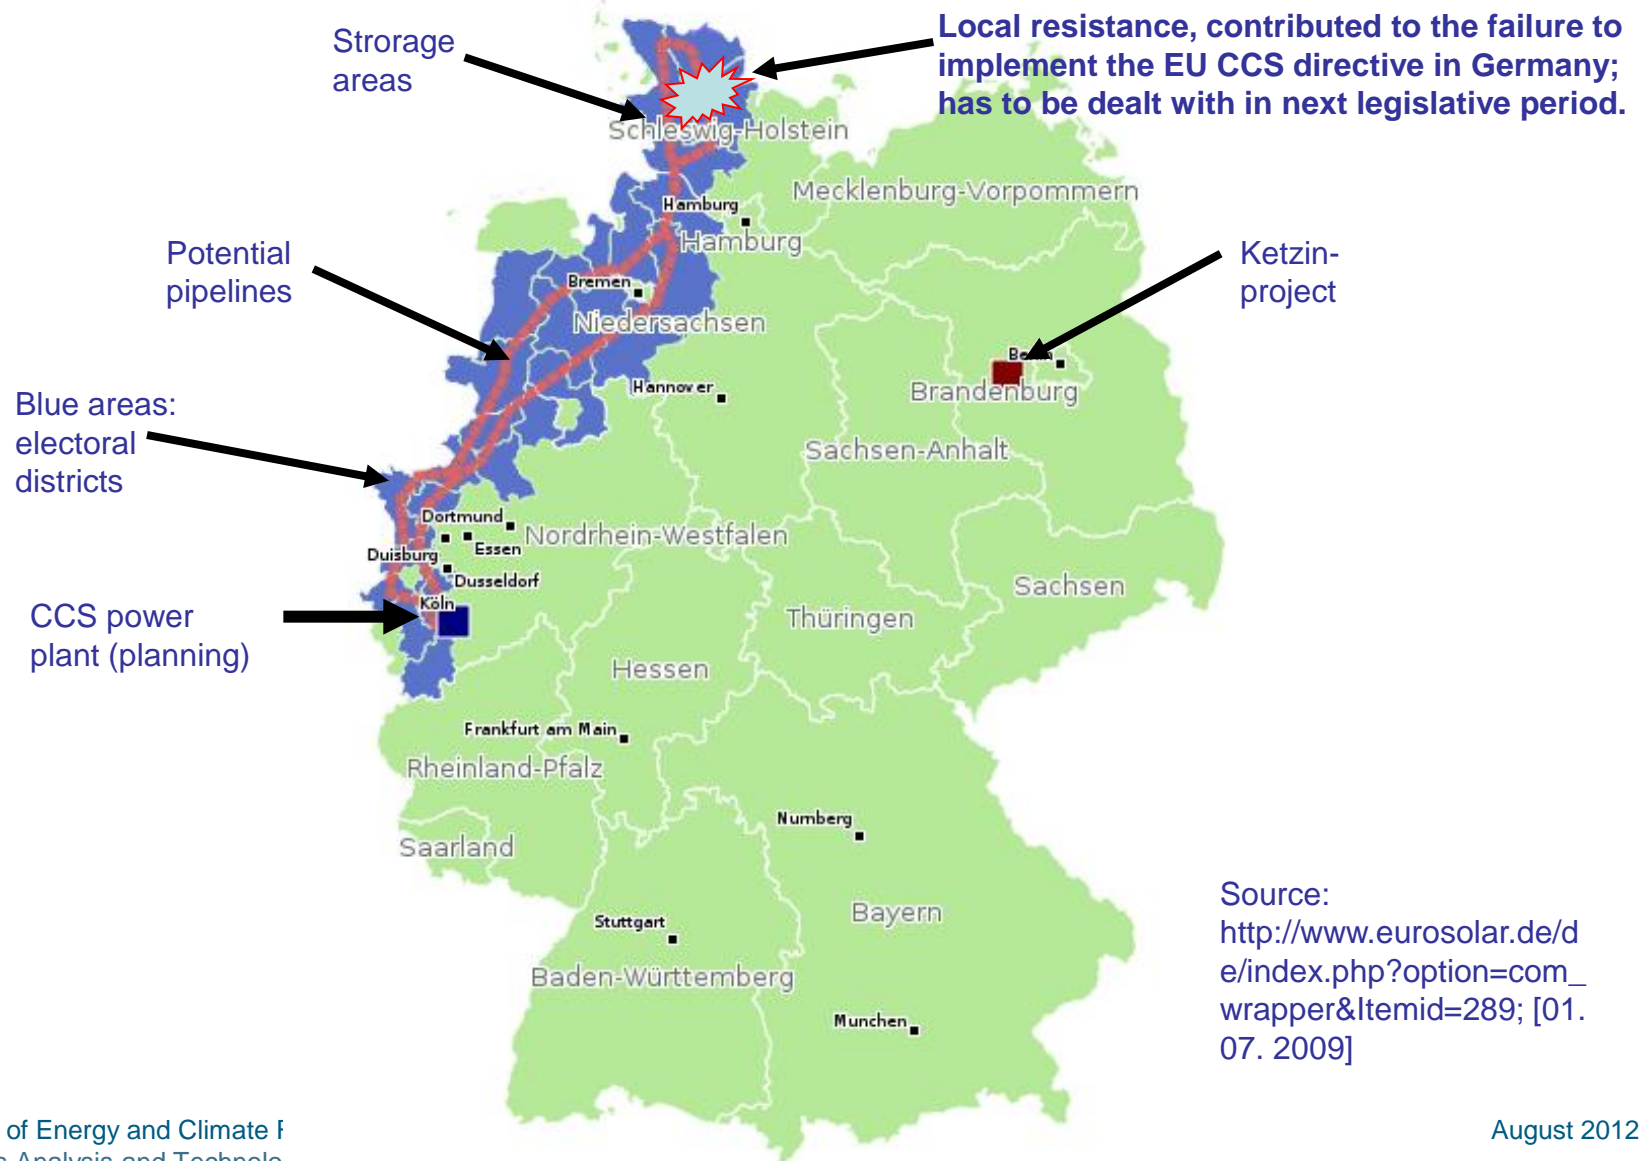 Strorage
areas
Local resistance, contributed to the failure to
implement the EU CCS directive in Germany;
has to be dealt with in next legislative period.
Schleswig-Holstein
Mecklenburg-Vorpommern
Hamburg
Hamburg
Potential
pipelines
Ketzin-
project
Bremen
Niedersachsen
Hannover
Brandenburg
Blue areas:
electoral
districts
Sachsen-Anhalt
Dortmund
Nordrhein-Westfalen
Essen
Duisburg
Dusseldorf
Sachsen
Köln
CCS power
plant (planning)
Thüringen
Hessen
Frankfurt am Main
Rheinland-Pfalz
Nurnberg
Saarland
Bayern
Stuttgart
Baden-Württemberg
Munchen
Source:
http://www.eurosolar.de/d
e/index.php?option=com_
wrapper&Itemid=289; [01.
07. 2009]
of Energy and Climate
August 2012
Analysis and